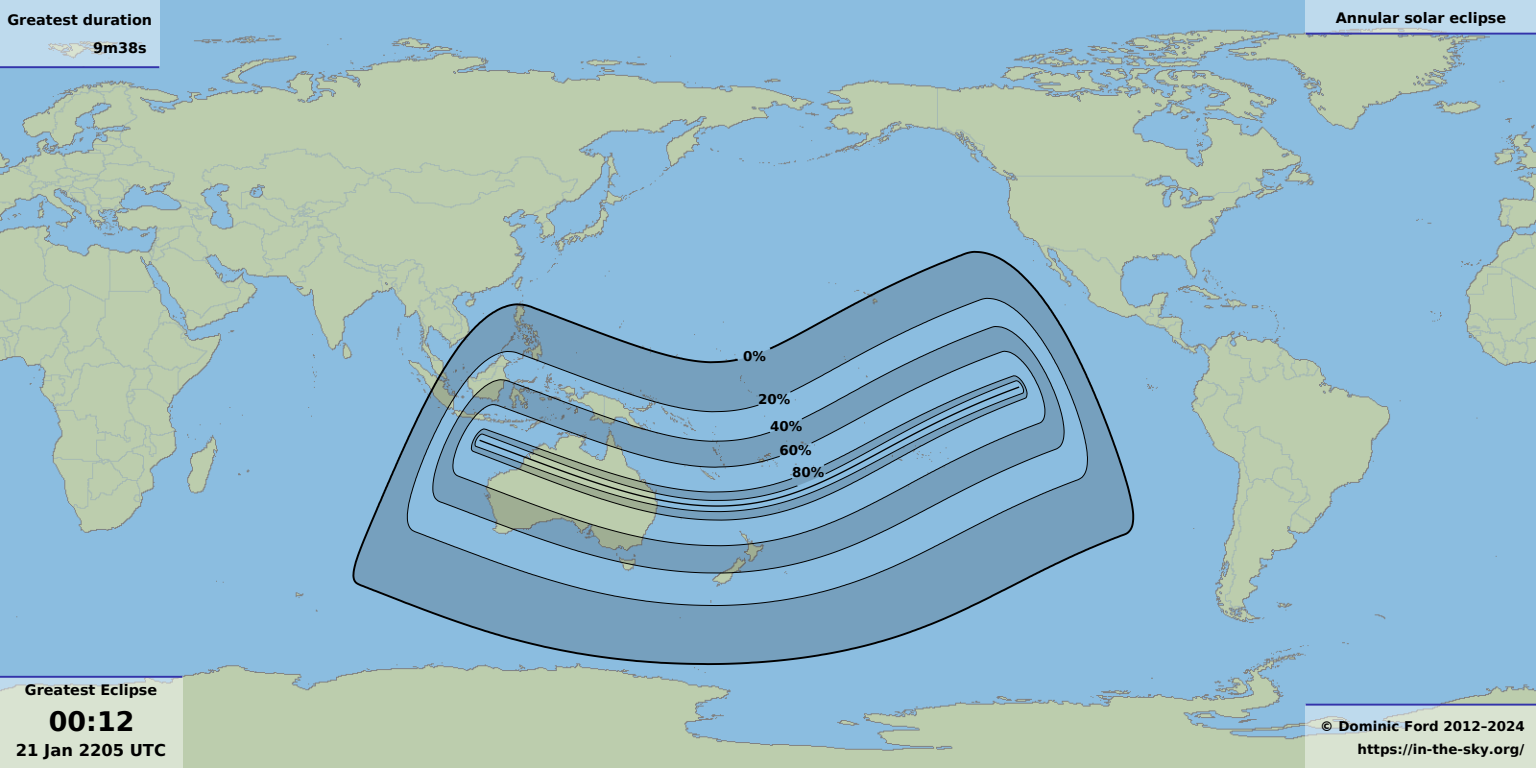 Greatest duration
9m38s
Annular solar eclipse
0%
20%
40%
60%
80%
Greatest Eclipse
00:12
21 Jan 2205 UTC
© Dominic Ford 2012–2024
https://in-the-sky.org/